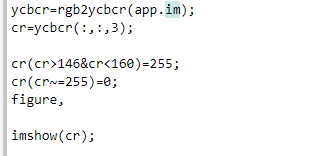 ycbcr=rgb2ycbcr(app.im);
cr=ycbcr(:,:,3);
cr(cr>146&cr<160)=255;
cr(cr~=255)=0;
figure,
imshow(cr);